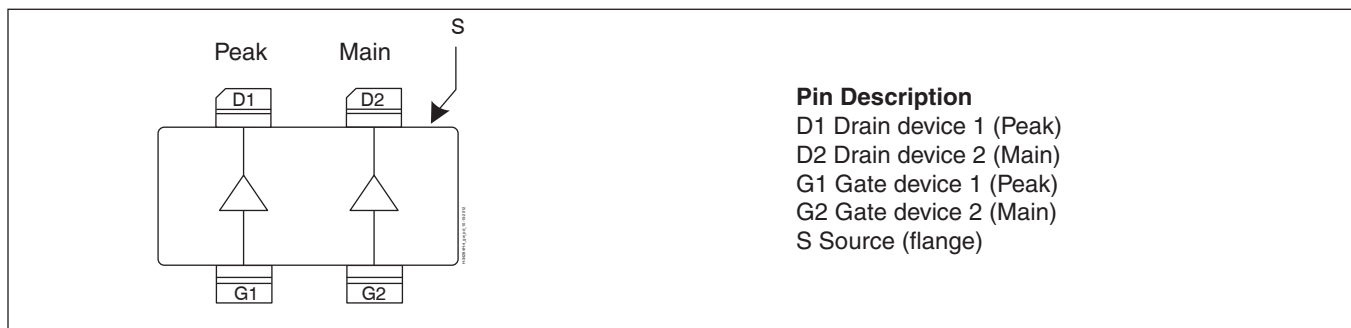 S
Peak Main
D1 D2
G1 G2
Pin Description
D1 Drain device 1 (Peak)
D2 Drain device 2 (Main)
G1 Gate device 1 (Peak)
G2 Gate device 2 (Main)
S Source (flange)